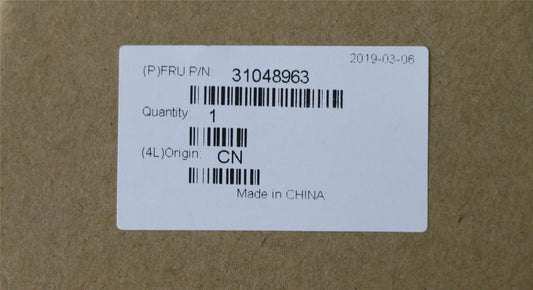 2019-03-06
(P)FRU P/N: 31048963
Quantity: 1
(4L)Origin: CN
Made in CHINA